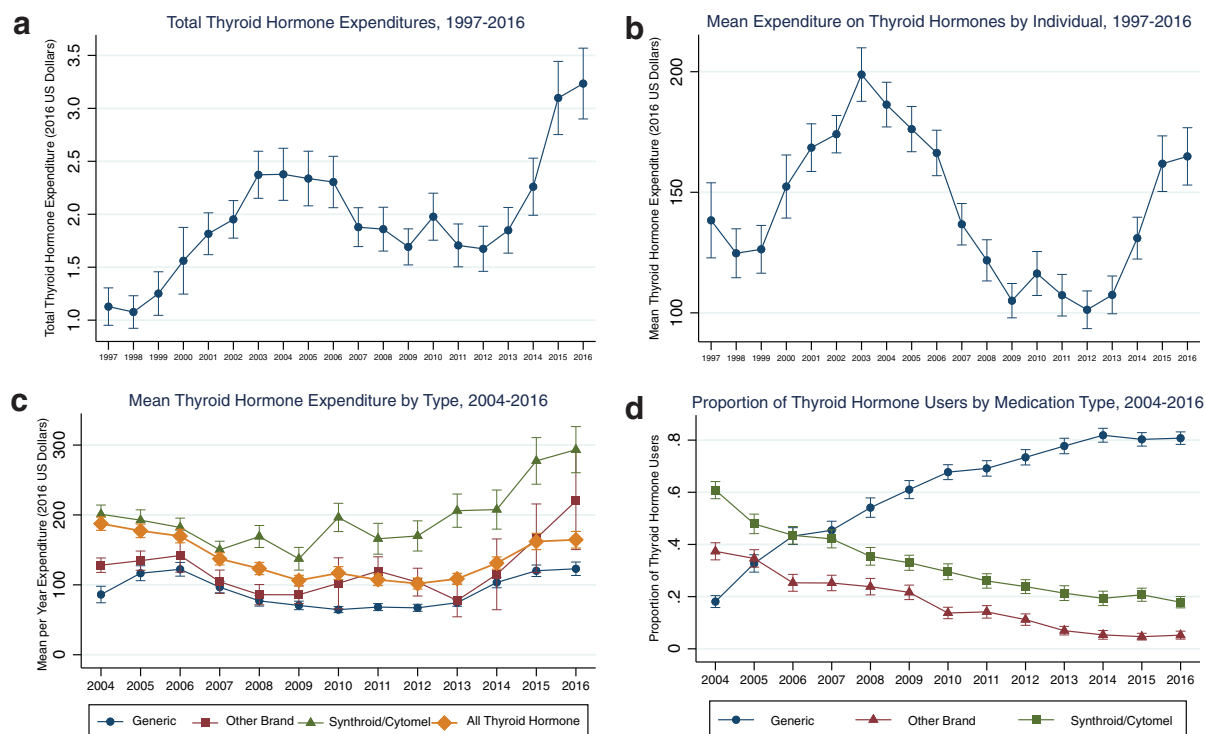 a
Total Thyroid Hormone Expenditures, 1997-2016
Total Thyroid Hormone Expenditure (2016 US Dollars)
3.5
3.0
2.5
2.0
1.5
1.0
1997 1998 1999 2000 2001 2002 2003 2004 2005 2006 2007 2008 2009 2010 2011 2012 2013 2014 2015 2016
b
Mean Expenditure on Thyroid Hormones by Individual, 1997-2016
Mean Thyroid Hormone Expenditure (2016 US Dollars)
200
150
100
1997 1998 1999 2000 2001 2002 2003 2004 2005 2006 2007 2008 2009 2010 2011 2012 2013 2014 2015 2016
c
Mean Thyroid Hormone Expenditure by Type, 2004-2016
Mean per Year Expenditure (2016 US Dollars)
300
200
100
0
2004 2005 2006 2007 2008 2009 2010 2011 2012 2013 2014 2015 2016
Generic Other Brand Synthroid/Cytomel All Thyroid Hormone
d
Proportion of Thyroid Hormone Users by Medication Type, 2004-2016
Proportion of Thyroid Hormone Users
.8
.6
.4
.2
0
2004 2005 2006 2007 2008 2009 2010 2011 2012 2013 2014 2015 2016
Generic Other Brand Synthroid/Cytomel